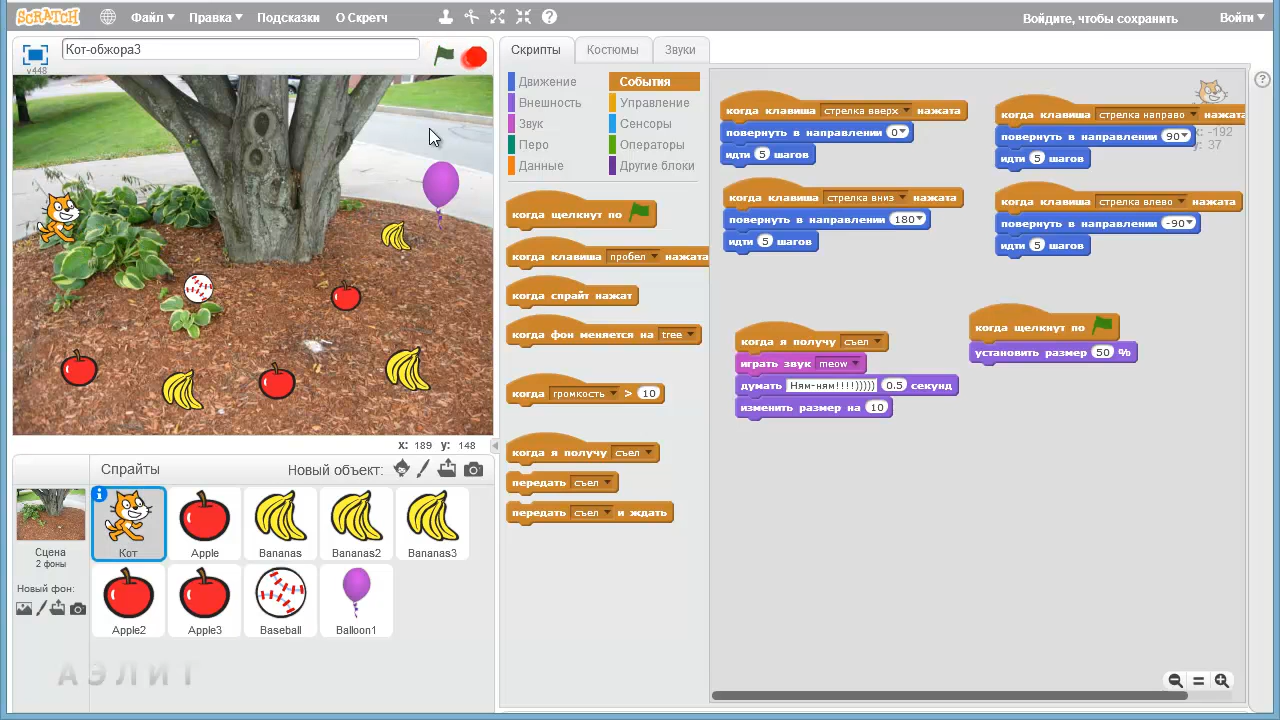 SCRATCH
Файл
Правка
Подсказки
О Скретч
Войдите, чтобы сохранить
Войти
v448
Кот-обжора3
x: 189 y: 148
Скрипты
Костюмы
Звуки
Движение
События
Внешность
Управление
Звук
Сенсоры
Перо
Операторы
Данные
Другие блоки
когда щелкнут по
когда клавиша пробел нажата
когда спрайт нажат
когда фон меняется на tree
когда громкость > 10
когда я получу съел
передать съел
передать съел и ждать
когда клавиша стрелка вверх нажата
повернуть в направлении 0
идти 5 шагов
когда клавиша стрелка вниз нажата
повернуть в направлении 180
идти 5 шагов
когда клавиша стрелка направо нажата
повернуть в направлении 90
идти 5 шагов
x: -192
y: 37
когда клавиша стрелка влево нажата
повернуть в направлении -90
идти 5 шагов
когда я получу съел
играть звук meow
думать Ням-ням!!!!))))) 0.5 секунд
изменить размер на 10
когда щелкнут по
установить размер 50 %
Спрайты
Новый объект:
Сцена
2 фоны
Новый фон:
Кот
Apple
Bananas
Bananas2
Bananas3
Apple2
Apple3
Baseball
Balloon1
АЭЛИТ